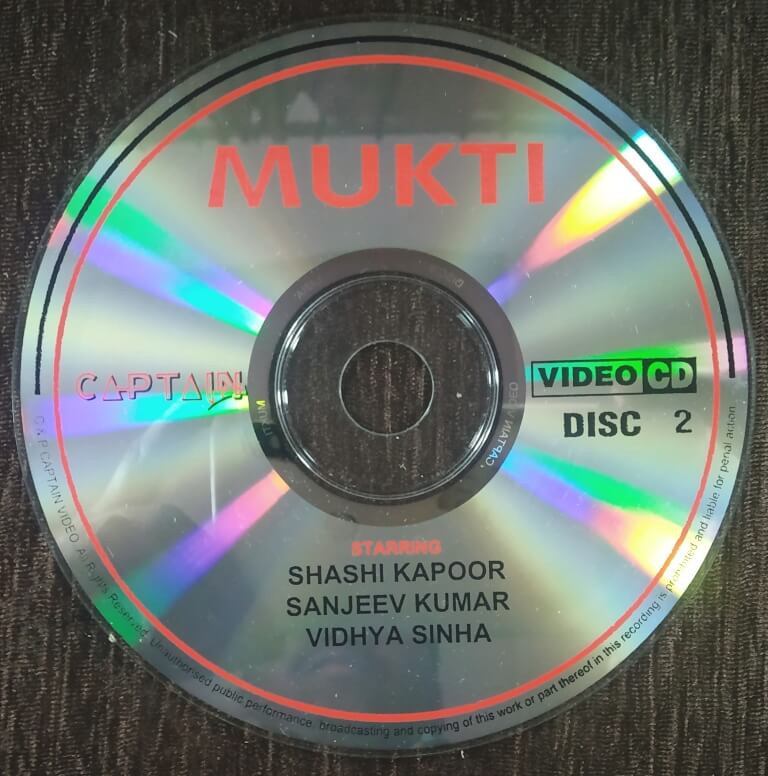 MUKTI
CAPTAIN
VIDEO CD
DISC 2
STARRING
SHASHI KAPOOR
SANJEEV KUMAR
VIDHYA SINHA
C & P CAPTAIN VIDEO. All Rights Reserved. Unauthorised public performance, broadcasting and copying of this work or part thereof in this recording is prohibited and liable for penal action
CAPTAIN VIDEO